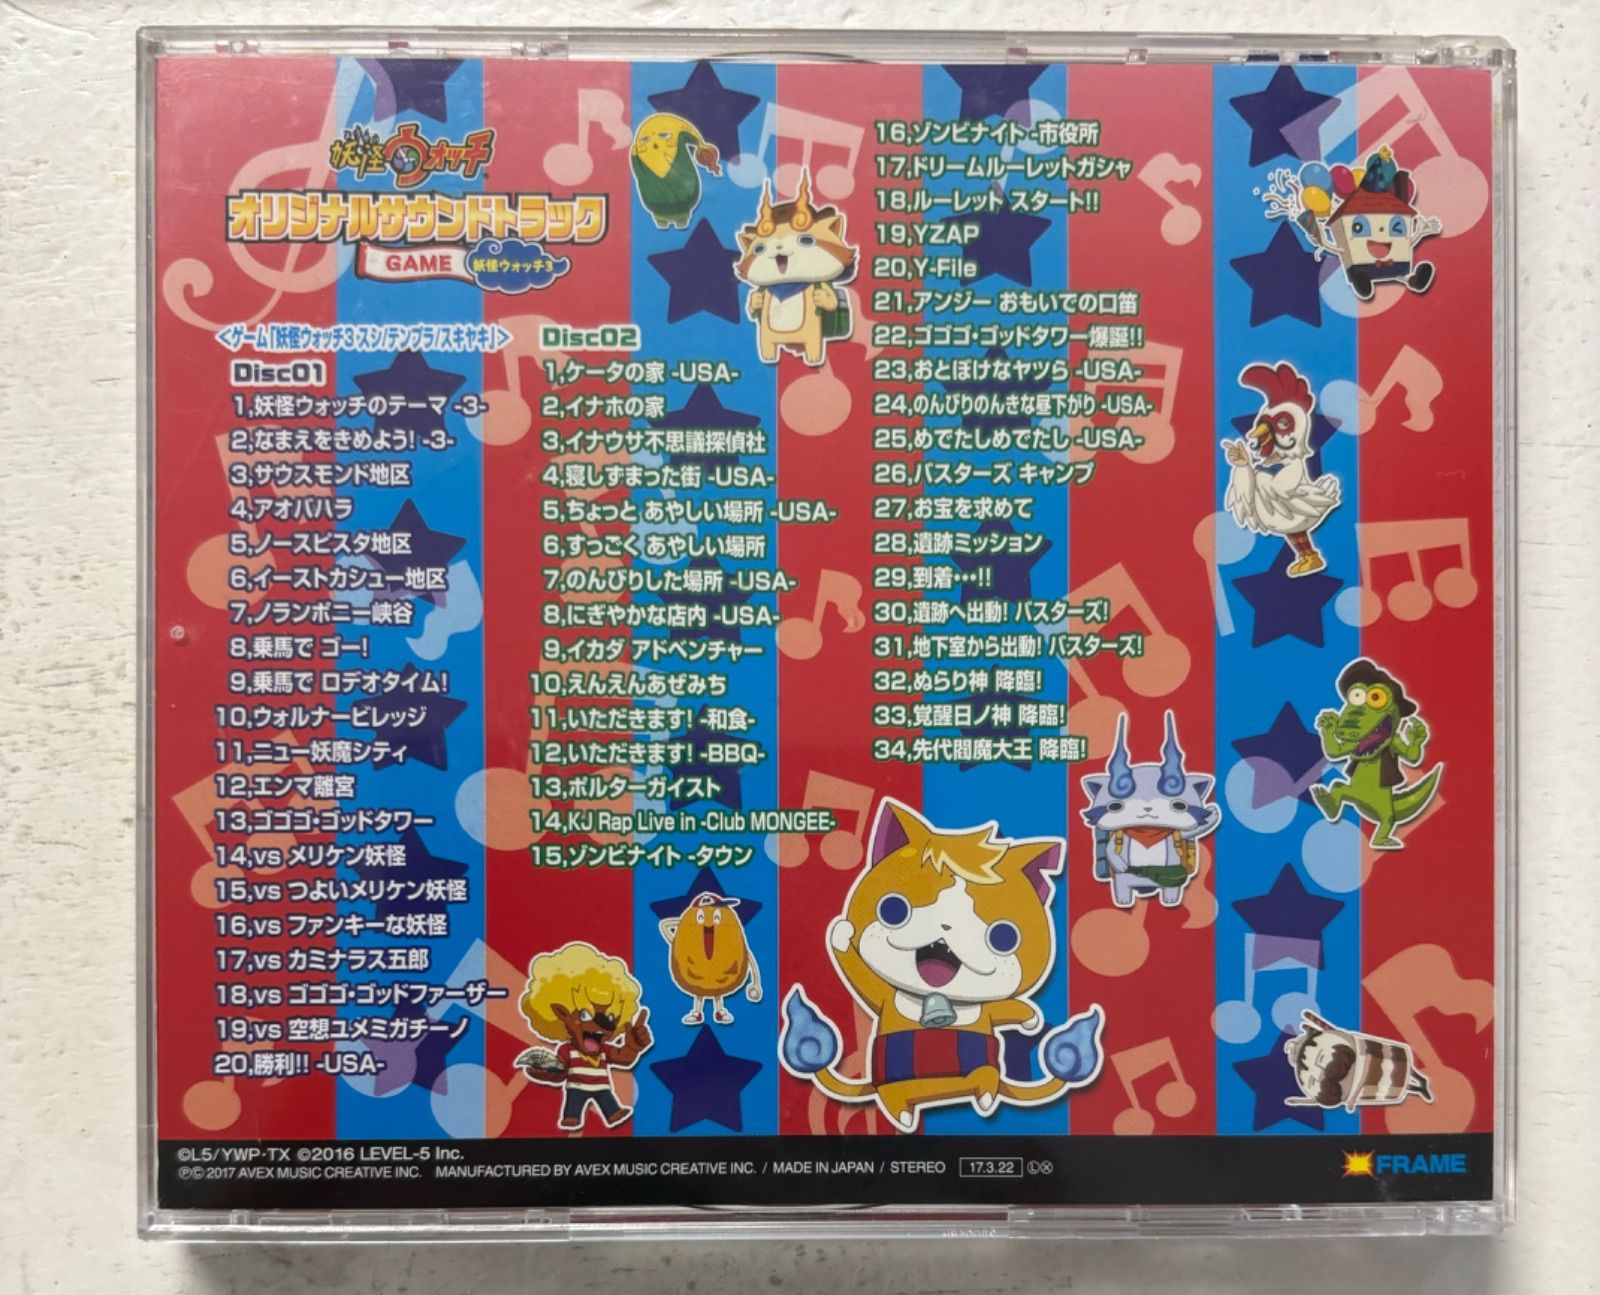 妖怪ウォッチ
オリジナルサウンドトラック
GAME 妖怪ウォッチ3
<ゲーム「妖怪ウォッチ3 スシ/テンプラ/スキヤキ」>
Disc01
1,妖怪ウォッチのテーマ -3-
2,なまえをきめよう! -3-
3,サウスモンド地区
4,アオバハラ
5,ノースピスタ地区
6,イーストカシュー地区
7,ノランポニー峡谷
8,乗馬で ゴー!
9,乗馬で ロデオタイム!
10,ウォルナービレッジ
11,ニュー妖魔シティ
12,エンマ離宮
13,ゴゴゴ・ゴッドタワー
14,vs メリケン妖怪
15,vs つよいメリケン妖怪
16,vs ファンキーな妖怪
17,vs カミナラス五郎
18,vs ゴゴゴ・ゴッドファーザー
19,vs 空想ユメミガチーノ
20,勝利!! -USA-
Disc02
1,ケータの家 -USA-
2,イナホの家
3,イナウサ不思議探偵社
4,寝しずまった街 -USA-
5,ちょっと あやしい場所 -USA-
6,すっごく あやしい場所
7,のんびりした場所 -USA-
8,にぎやかな店内 -USA-
9,イカダ アドベンチャー
10,えんえんあぜみち
11,いただきます! -和食-
12,いただきます! -BBQ-
13,ポルターガイスト
14,KJ Rap Live in -Club MONGEE-
15,ゾンビナイト -タウン
16,ゾンビナイト -市役所
17,ドリームルーレットガシャ
18,ルーレット スタート!!
19,YZAP
20,Y-File
21,アンジー おもいでの口笛
22,ゴゴゴ・ゴッドタワー爆誕!!
23,おとぼけなヤツら -USA-
24,のんびりのんきな昼下がり -USA-
25,めでたしめでたし -USA-
26,バスターズ キャンプ
27,お宝を求めて
28,遺跡ミッション
29,到着…!!
30,遺跡へ出動! バスターズ!
31,地下室から出動! バスターズ!
32,ぬらり神 降臨!
33,覚醒日ノ神 降臨!
34,先代閻魔大王 降臨!
©L5/YWP・TX ©2016 LEVEL-5 Inc.
℗©2017 AVEX MUSIC CREATIVE INC. MANUFACTURED BY AVEX MUSIC CREATIVE INC. / MADE IN JAPAN / STEREO 17.3.22 Ⓛⓧ
FRAME